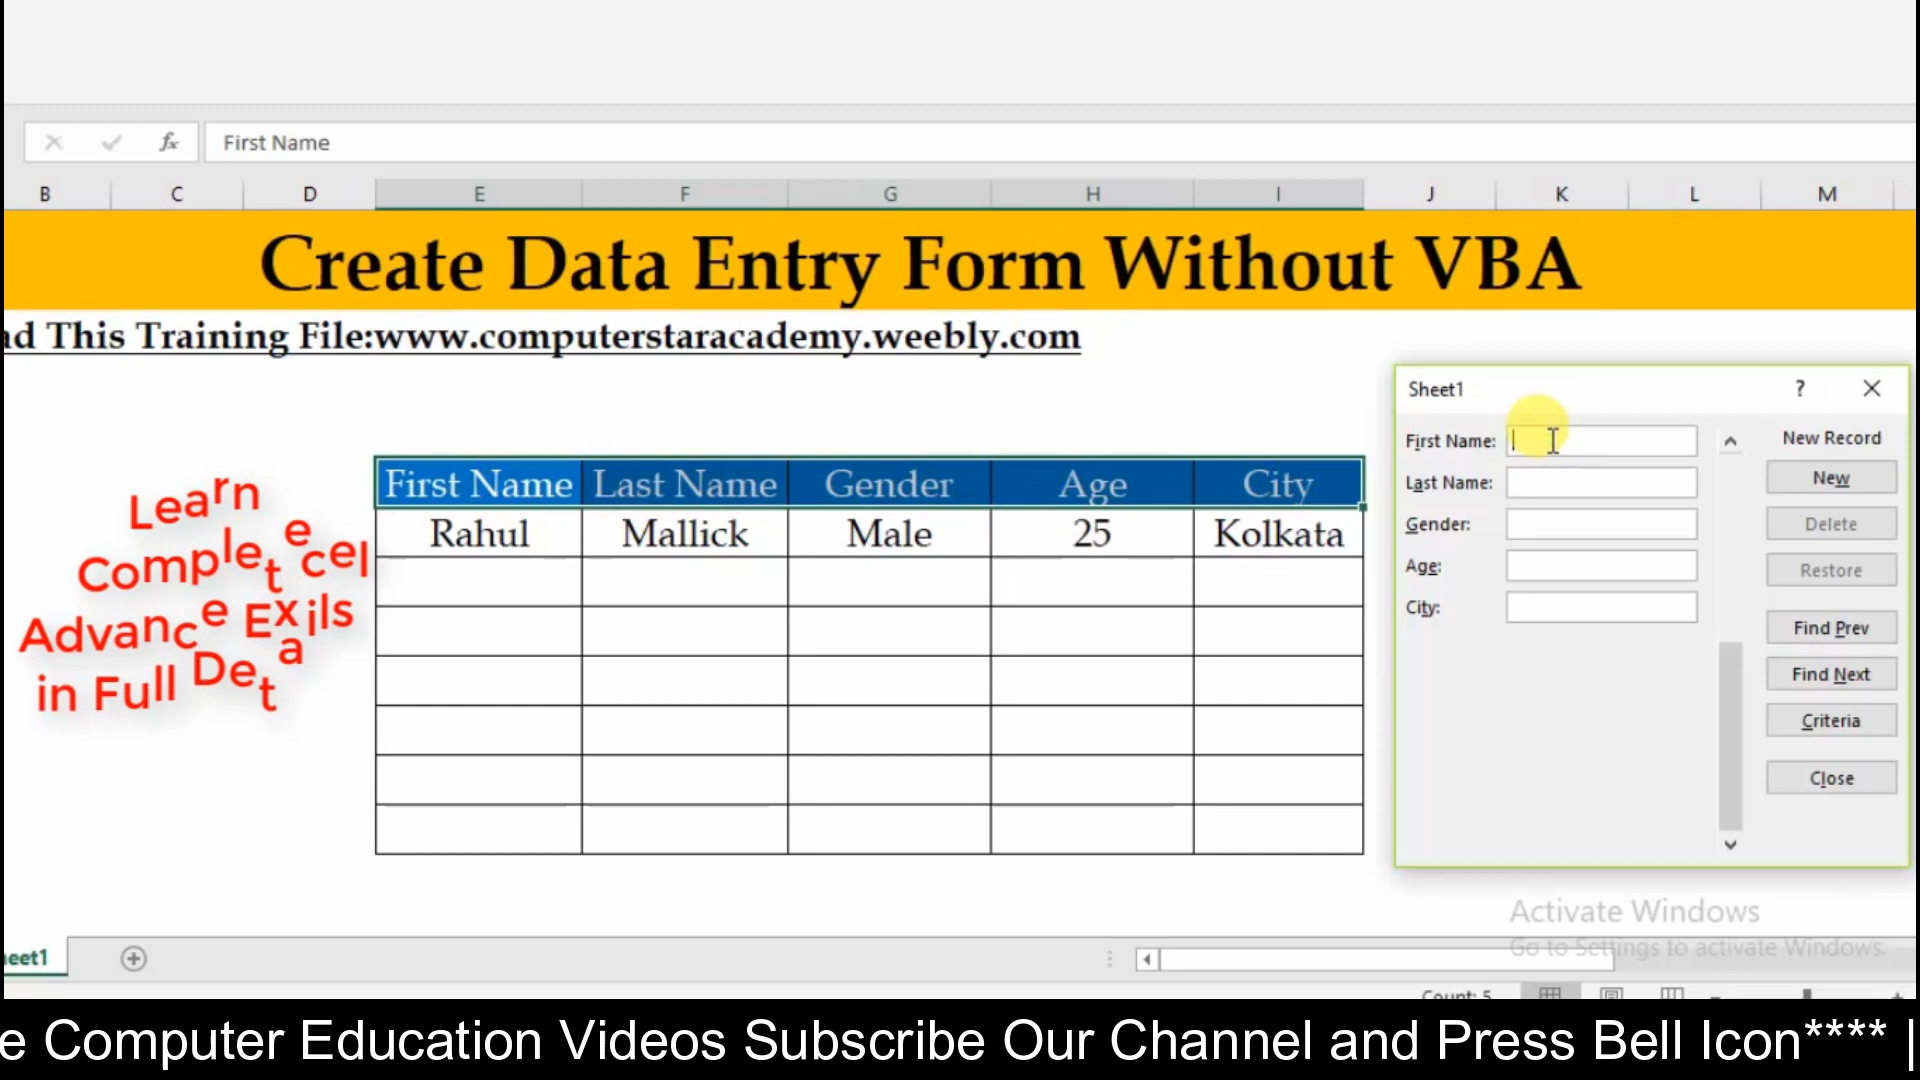 First Name
B C D E F G H I J K L M
Create Data Entry Form Without VBA
ad This Training File:www.computerstaracademy.weebly.com
First Name Last Name Gender Age City
Rahul Mallick Male 25 Kolkata
Learn
Complete
Advance Excel
in Full Details
Sheet1 ?
First Name:
Last Name:
Gender:
Age:
City:
New Record
New
Delete
Restore
Find Prev
Find Next
Criteria
Close
Activate Windows
Go to Settings to activate Windows.
eet1
Count: 5
e Computer Education Videos Subscribe Our Channel and Press Bell Icon**** |